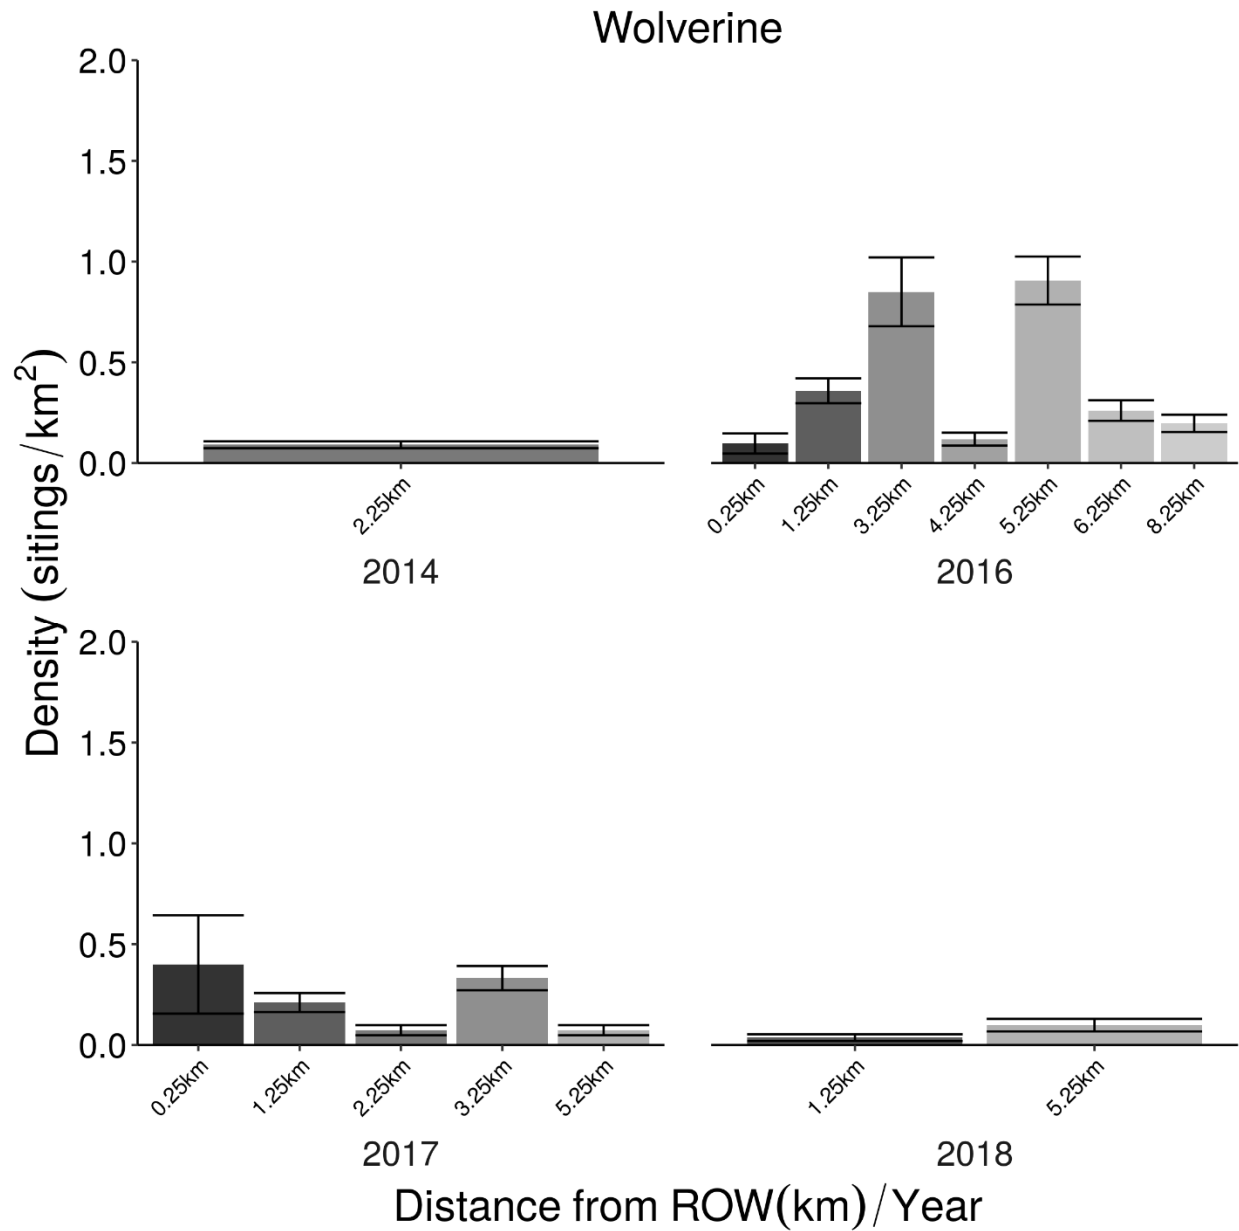 Wolverine
Density (sitings/km²)
2.0
1.5
1.0
0.5
0.0
2.25km
2014
0.25km
1.25km
3.25km
4.25km
5.25km
6.25km
8.25km
2016
2.0
1.5
1.0
0.5
0.0
0.25km
1.25km
2.25km
3.25km
5.25km
2017
1.25km
5.25km
2018
Distance from ROW(km)/Year